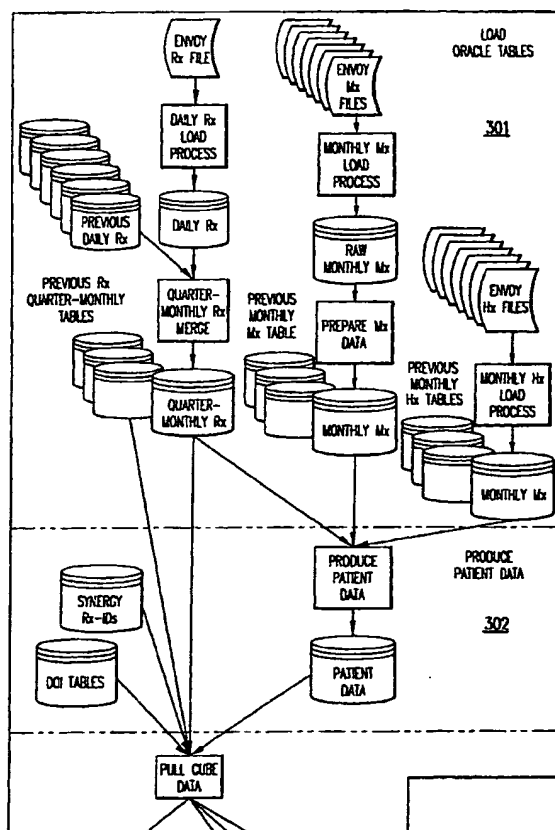 ENVOY
Rx FILE
DAILY Rx
LOAD
PROCESS
PREVIOUS
DAILY Rx
DAILY Rx
PREVIOUS Rx
QUARTER-MONTHLY
TABLES
QUARTER-
MONTHLY Rx
MERGE
QUARTER-
MONTHLY Rx
ENVOY
Mx
FILES
MONTHLY Mx
LOAD
PROCESS
RAW
MONTHLY Mx
PREVIOUS
MONTHLY
Mx TABLE
PREPARE Mx
DATA
MONTHLY Mx
LOAD
ORACLE TABLES
301
ENVOY
Hx FILES
PREVIOUS
MONTHLY
Hx TABLES
MONTHLY Hx
LOAD
PROCESS
MONTHLY Mx
PRODUCE
PATIENT
DATA
PRODUCE
PATIENT DATA
302
SYNERGY
Rx-IDs
DOI TABLES
PATIENT
DATA
PULL CUBE
DATA